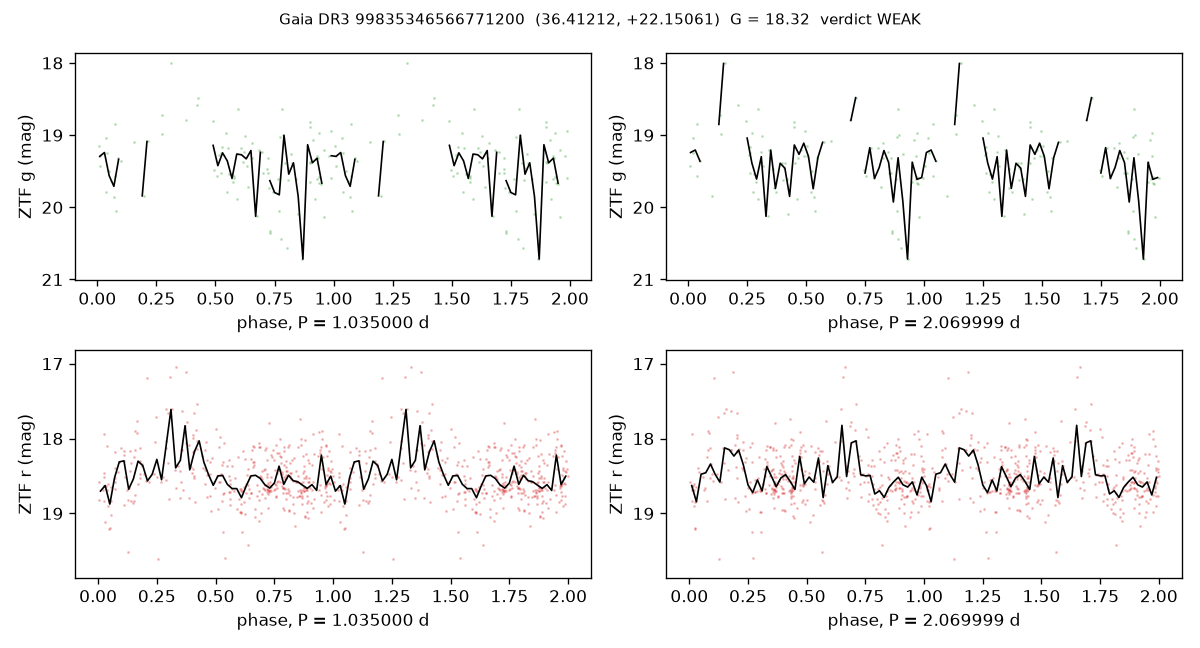 Gaia DR3 99835346566771200  (36.41212, +22.15061)  G = 18.32  verdict WEAK
18
19
20
21
ZTF g (mag)
0.00 0.25 0.50 0.75 1.00 1.25 1.50 1.75 2.00
phase, P = 1.035000 d
18
19
20
21
ZTF g (mag)
0.00 0.25 0.50 0.75 1.00 1.25 1.50 1.75 2.00
phase, P = 2.069999 d
17
18
19
ZTF r (mag)
0.00 0.25 0.50 0.75 1.00 1.25 1.50 1.75 2.00
phase, P = 1.035000 d
17
18
19
ZTF r (mag)
0.00 0.25 0.50 0.75 1.00 1.25 1.50 1.75 2.00
phase, P = 2.069999 d